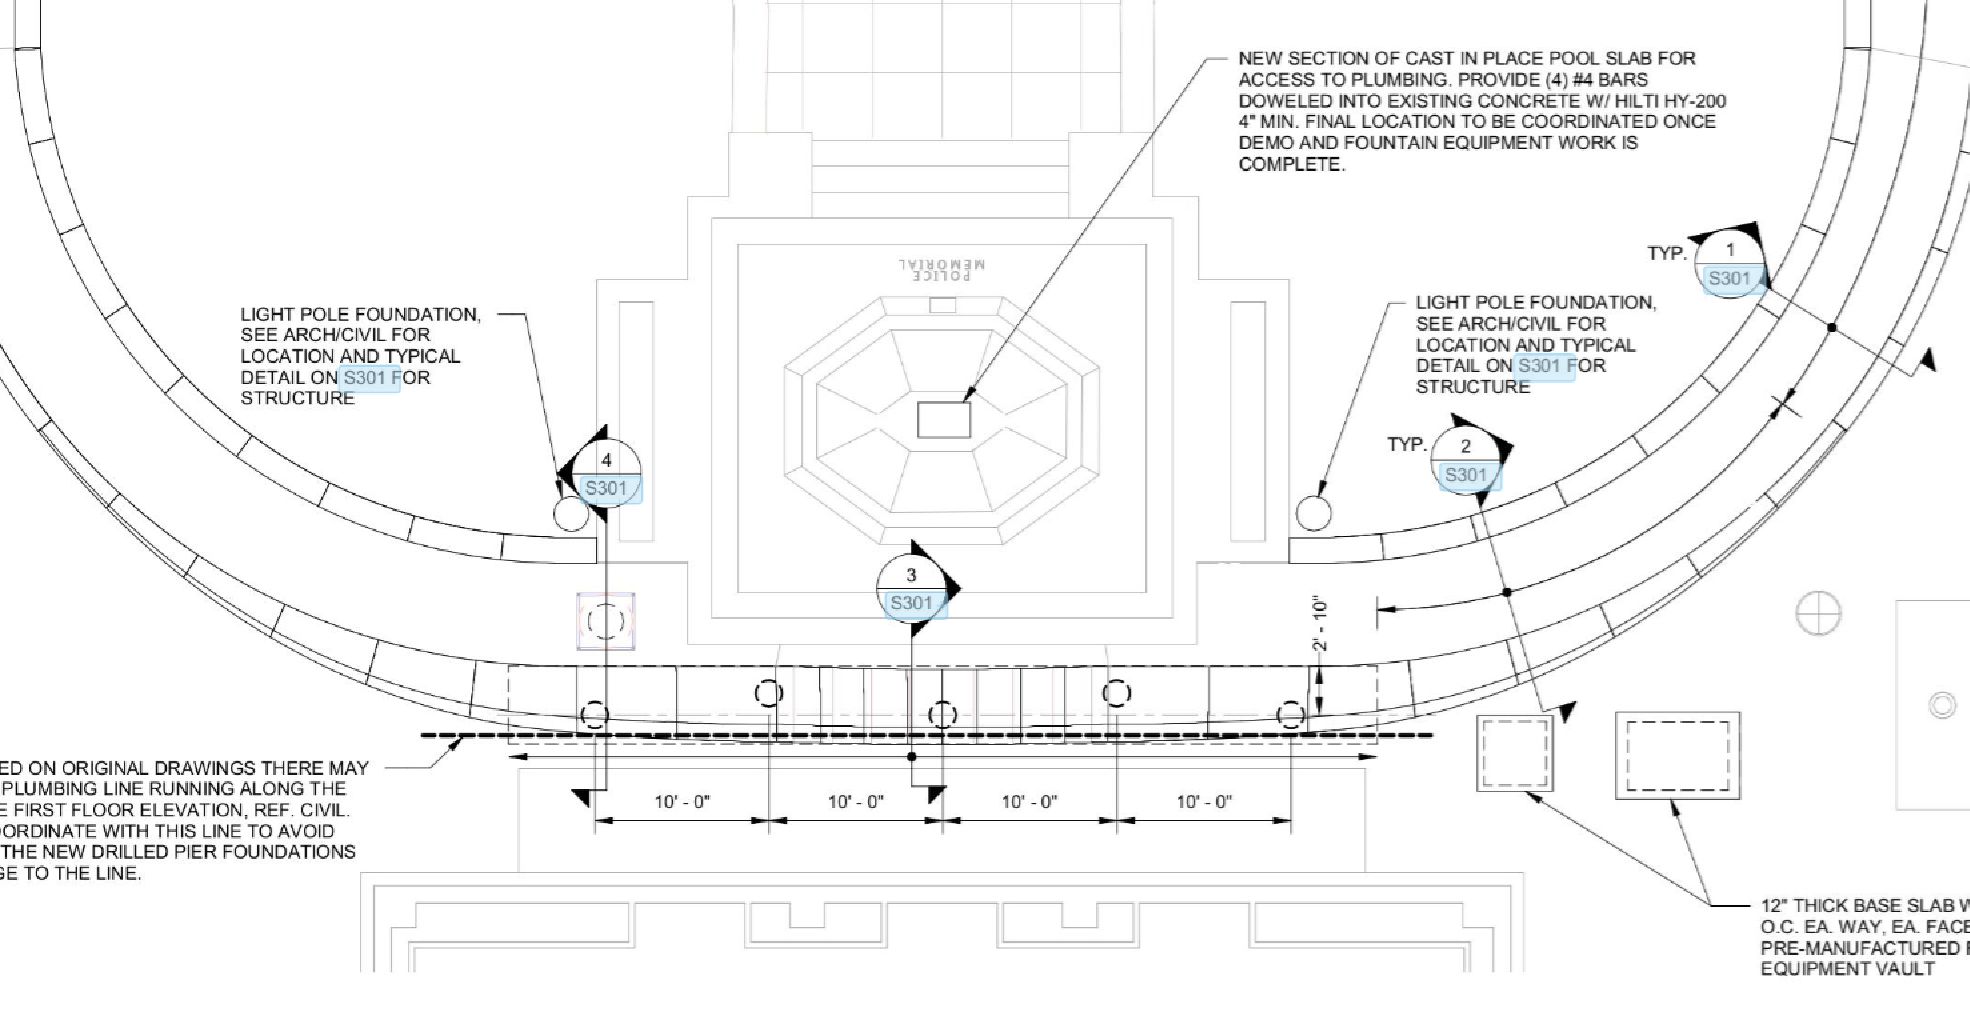 NEW SECTION OF CAST IN PLACE POOL SLAB FOR
ACCESS TO PLUMBING. PROVIDE (4) #4 BARS
DOWELED INTO EXISTING CONCRETE W/ HILTI HY-200
4" MIN. FINAL LOCATION TO BE COORDINATED ONCE
DEMO AND FOUNTAIN EQUIPMENT WORK IS
COMPLETE.
TYP.
1
S301
POLICE
MEMORIAL
LIGHT POLE FOUNDATION,
SEE ARCH/CIVIL FOR
LOCATION AND TYPICAL
DETAIL ON S301 FOR
STRUCTURE
LIGHT POLE FOUNDATION,
SEE ARCH/CIVIL FOR
LOCATION AND TYPICAL
DETAIL ON S301 FOR
STRUCTURE
TYP.
2
S301
4
S301
3
S301
2' - 10"
ED ON ORIGINAL DRAWINGS THERE MAY
PLUMBING LINE RUNNING ALONG THE
E FIRST FLOOR ELEVATION, REF. CIVIL.
OORDINATE WITH THIS LINE TO AVOID
THE NEW DRILLED PIER FOUNDATIONS
GE TO THE LINE.
10' - 0"
10' - 0"
10' - 0"
10' - 0"
12" THICK BASE SLAB
O.C. EA. WAY, EA. FACE
PRE-MANUFACTURED
EQUIPMENT VAULT